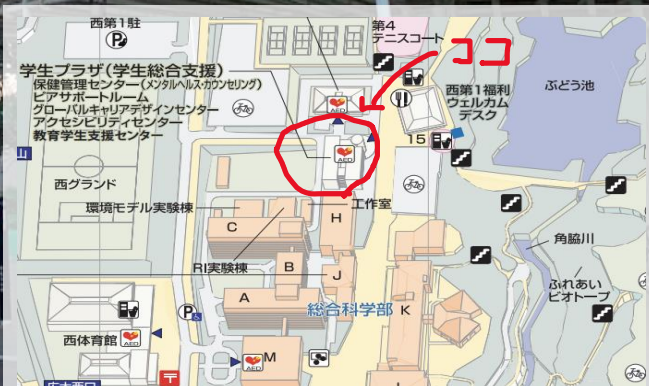 西第1駐
第4
テニスコート
ココ
学生プラザ(学生総合支援)
保健管理センター(メンタルヘルス・カウンセリング)
ピアサポートルーム
グローバルキャリアデザインセンター
アクセシビリティセンター
教育学生支援センター
AED
西第1福利
ウェルカム
デスク
ぶどう池
15
AED
山
西グランド
環境モデル実験棟
工作室
C
H
角脇川
RI実験棟
B
J
ふれあい
ビオトープ
A
総合科学部
K
西体育館
AED
AED
M
L